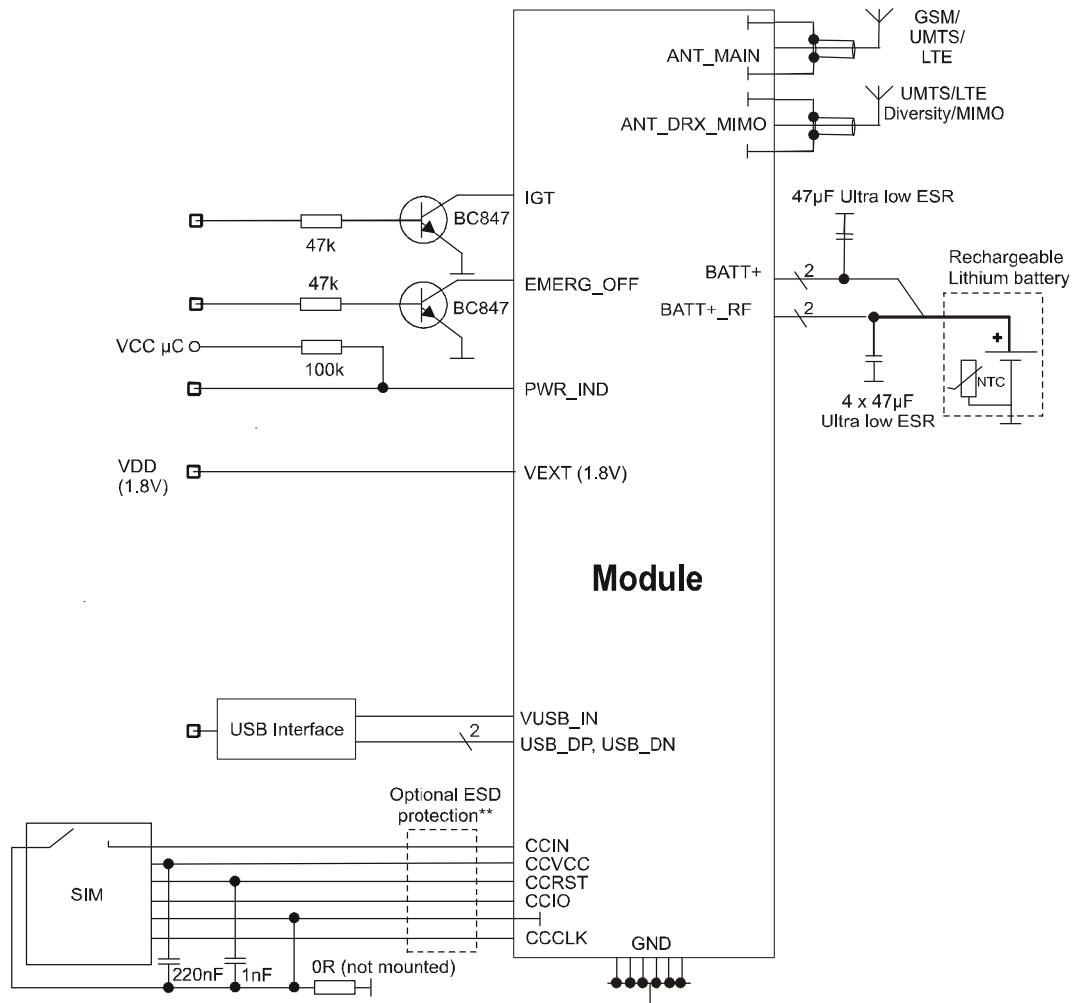 GSM/
UMTS/
LTE
ANT_MAIN
UMTS/LTE
Diversity/MIMO
ANT_DRX_MIMO
IGT
BC847
47k
47µF Ultra low ESR
Rechargeable
Lithium battery
BATT+
2
47k
EMERG_OFF
BC847
BATT+_RF
2
VCC µC
100k
+
NTC
PWR_IND
4 x 47µF
Ultra low ESR
VDD
(1.8V)
VEXT (1.8V)
Module
USB Interface
VUSB_IN
2
USB_DP, USB_DN
Optional ESD
protection**
SIM
CCIN
CCVCC
CCRST
CCIO
CCCLK
GND
220nF
1nF
0R (not mounted)